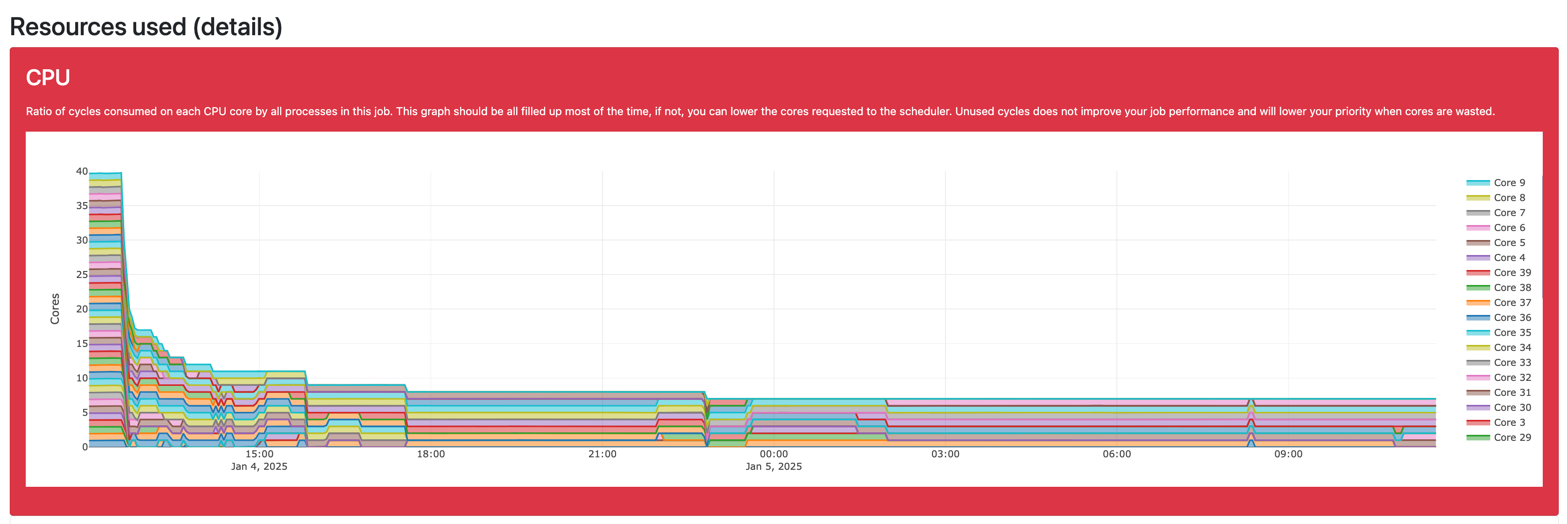 Resources used (details)
CPU
Ratio of cycles consumed on each CPU core by all processes in this job. This graph should be all filled up most of the time, if not, you can lower the cores requested to the scheduler. Unused cycles does not improve your job performance and will lower your priority when cores are wasted.
40
35
30
25
20
15
10
5
0
Cores
15:00
Jan 4, 2025
18:00
21:00
00:00
Jan 5, 2025
03:00
06:00
09:00
Core 9
Core 8
Core 7
Core 6
Core 5
Core 4
Core 39
Core 38
Core 37
Core 36
Core 35
Core 34
Core 33
Core 32
Core 31
Core 30
Core 3
Core 29